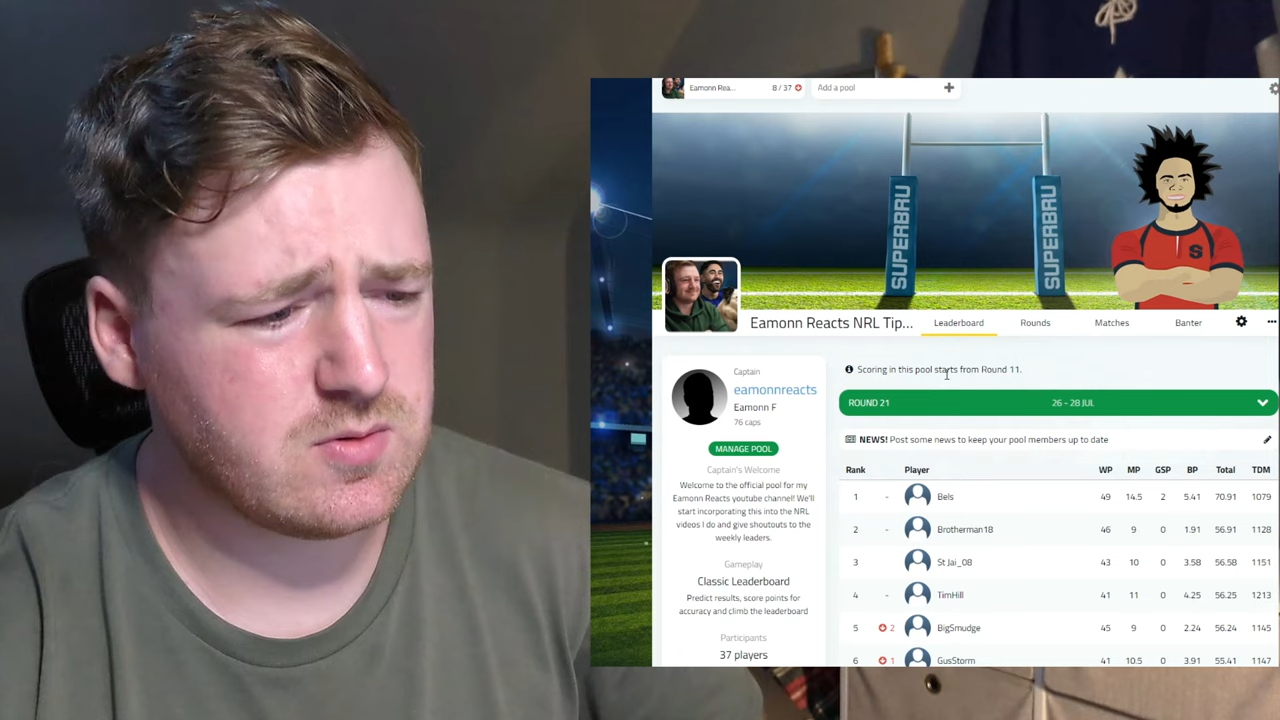 Eamonn Rea... 8 / 37
Add a pool
SUPERBRU
SUPERBRU
S
Eamonn Reacts NRL Tip... Leaderboard Rounds Matches Banter
Captain
eamonnreacts
Eamonn F
76 caps
MANAGE POOL
Captain's Welcome
Welcome to the official pool for my
Eamonn Reacts youtube channel! We'll
start incorporating this into the NRL
videos I do and give shoutouts to the
weekly leaders.
Gameplay
Classic Leaderboard
Predict results, score points for
accuracy and climb the leaderboard
Participants
37 players
Scoring in this pool starts from Round 11.
ROUND 21 26 - 28 JUL
NEWS! Post some news to keep your pool members up to date
Rank Player WP MP GSP BP Total TDM
1 - Bels 49 14.5 2 5.41 70.91 1079
2 - Brotherman18 46 9 0 1.91 56.91 1128
3 St Jai_08 43 10 0 3.58 56.58 1151
4 - TimHill 41 11 0 4.25 56.25 1213
5 2 BigSmudge 45 9 0 2.24 56.24 1145
6 1 GusStorm 41 10.5 0 3.91 55.41 1147